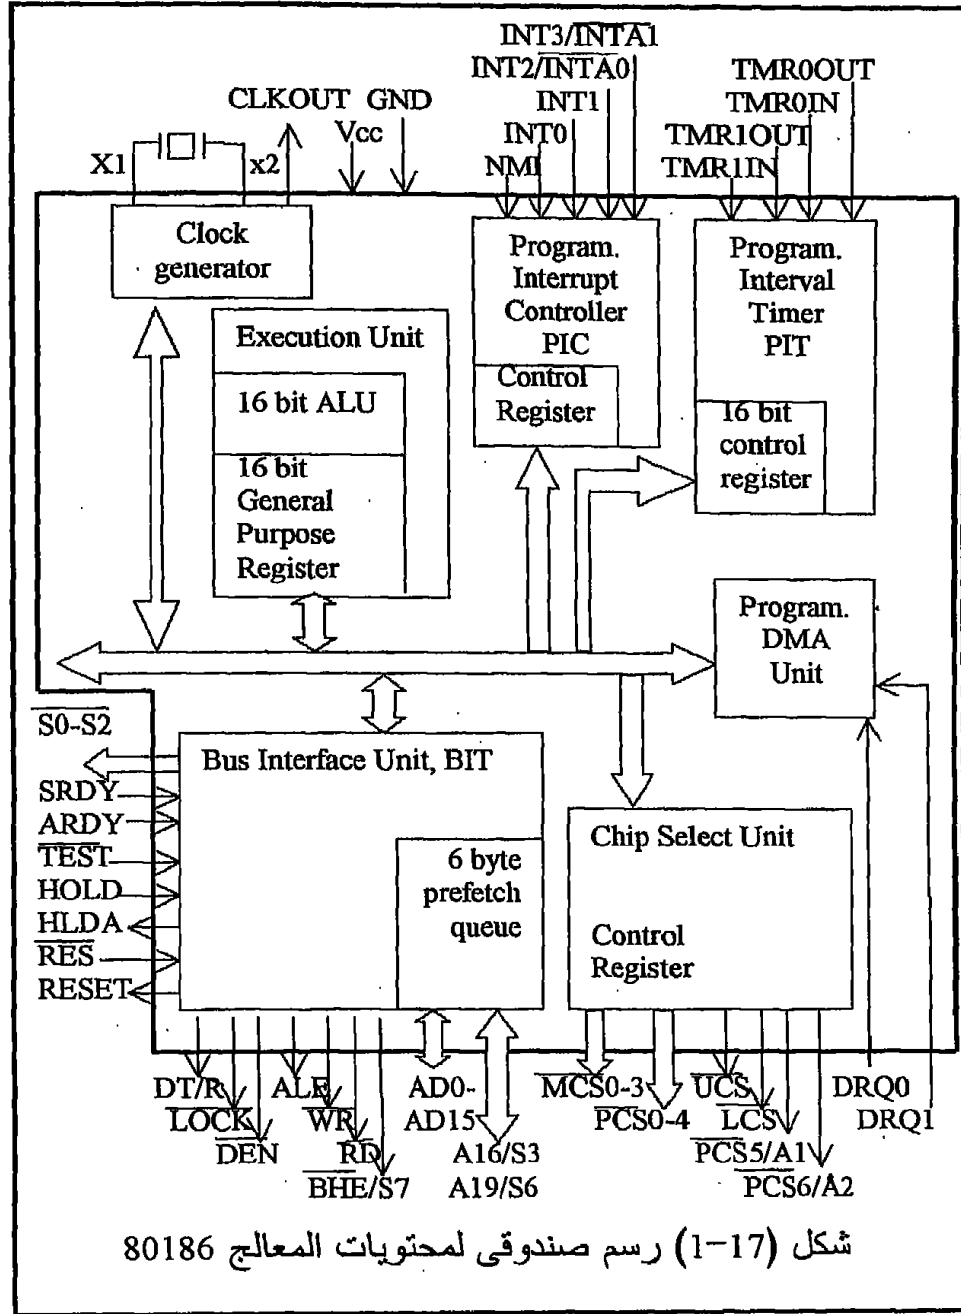 INT3/INTA1
INT2/INTA0
TMR0OUT
CLKOUT GND
INT1
TMR0IN
Vcc
INT0
TMR1OUT
X1
x2
NMI
TMR1IN
Clock
generator
Program.
Interrupt
Controller
PIC
Control
Register
Program.
Interval
Timer
PIT
16 bit
control
register
Execution Unit
16 bit ALU
16 bit
General
Purpose
Register
Program.
DMA
Unit
S0-S2
SRDY
ARDY
TEST
HOLD
HLDA
RES
RESET
Bus Interface Unit, BIT
6 byte
prefetch
queue
Chip Select Unit
Control
Register
DT/R
LOCK
DEN
ALE
WR
RD
BHE/S7
AD0-
AD15
A16/S3
A19/S6
MCS0-3
PCS0-4
UCS
LCS
PCS5/A1
PCS6/A2
DRQ0
DRQ1
شكل (17-1) رسم صندوقى لمحتويات المعالج 80186